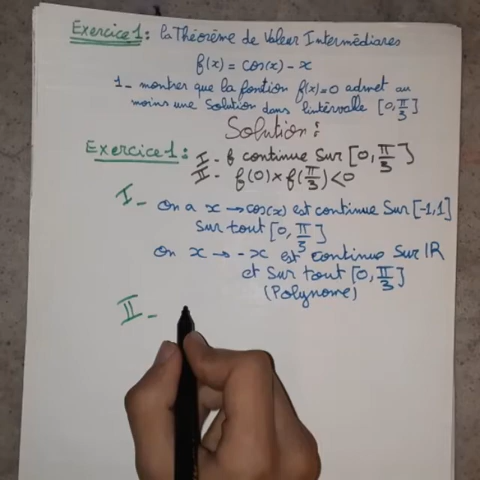 Exercice 1: la Théorème de Valeur Intermédiares
f(x) = cos(x) - x
1- montrer que la fonction f(x)=0 admet au
moins une Solution dans l'intervalle [0, π/3]
Solution:
Exercice 1: I - f continue sur [0, π/3]
II - f(0) x f(π/3) < 0
I - On a x → cos(x) est continue sur [-1,1]
sur tout [0, π/3]
on x → -x est continue sur IR
et sur tout [0, π/3]
(Polynome)
II -